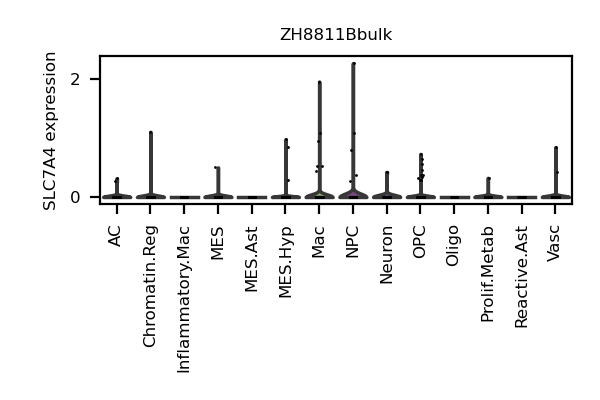 ZH8811Bbulk
SLC7A4 expression
2
0
AC
Chromatin.Reg
Inflammatory.Mac
MES
MES.Ast
MES.Hyp
Mac
NPC
Neuron
OPC
Oligo
Prolif.Metab
Reactive.Ast
Vasc